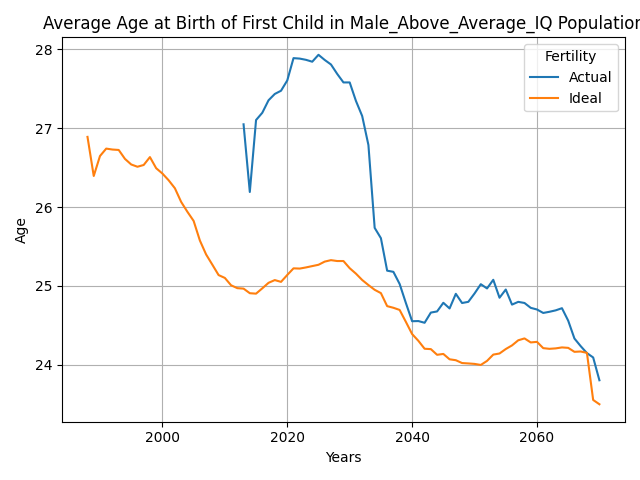 Average Age at Birth of First Child in Male_Above_Average_IQ Population
Fertility
Actual
Ideal
28
27
26
25
24
Age
2000
2020
2040
2060
Years